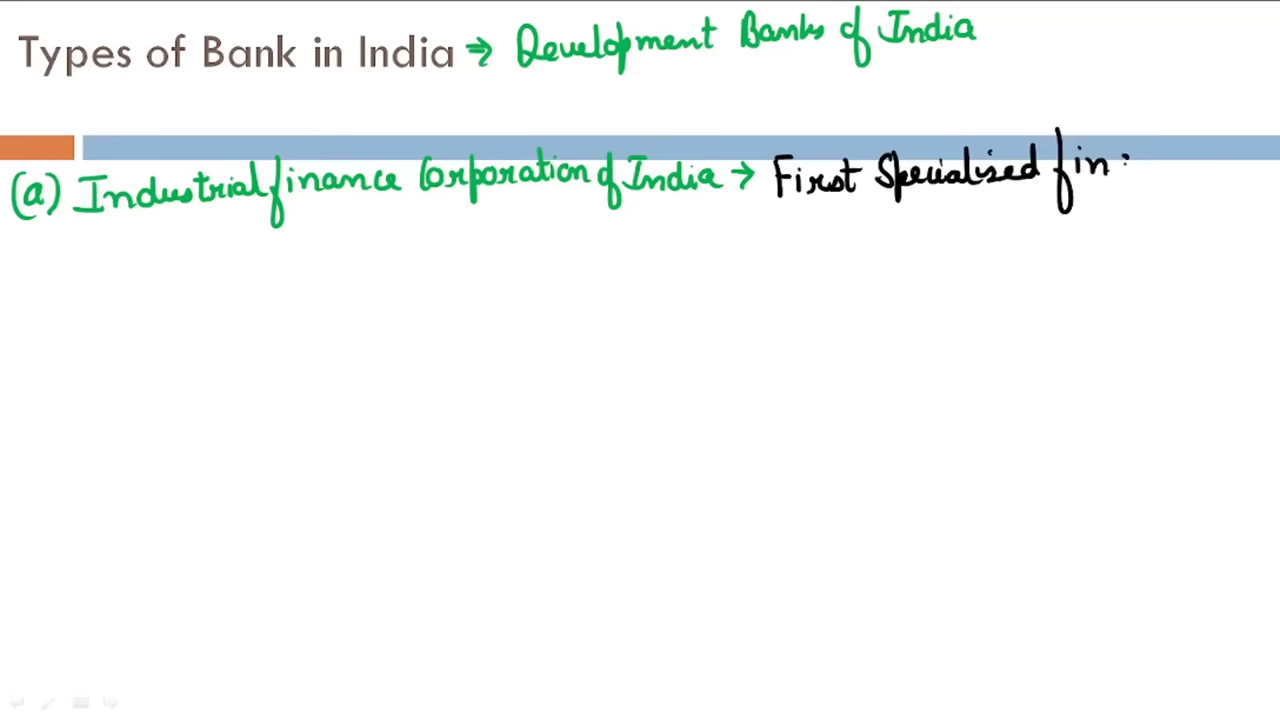 Types of Bank in India → Development Banks of India
(a) Industrial finance Corporation of India → First Specialised fin